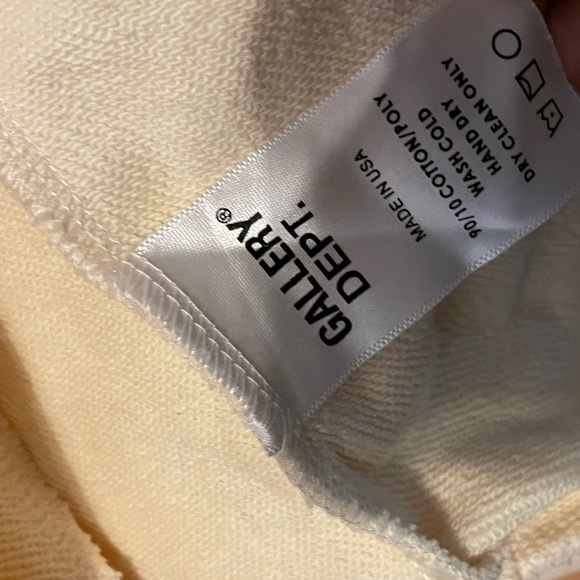 GALLERY®
DEPT.
MADE IN USA
90/10 COTTON/POLY
WASH COLD
HAND DRY
DRY CLEAN ONLY